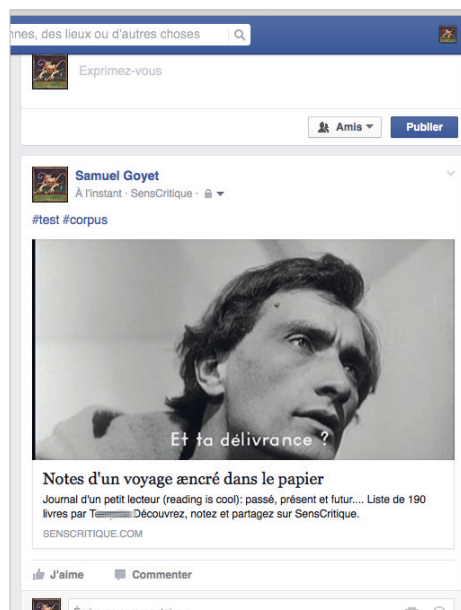 nnes, des lieux ou d'autres choses
Exprimez-vous
Amis
Publier
Samuel Goyet
À l'instant · SensCritique ·
#test #corpus
Et ta délivrance ?
Notes d'un voyage æncré dans le papier
Journal d'un petit lecteur (reading is cool): passé, présent et futur.... Liste de 190
livres par Découvrez, notez et partagez sur SensCritique.
SENSCRITIQUE.COM
J'aime
Commenter